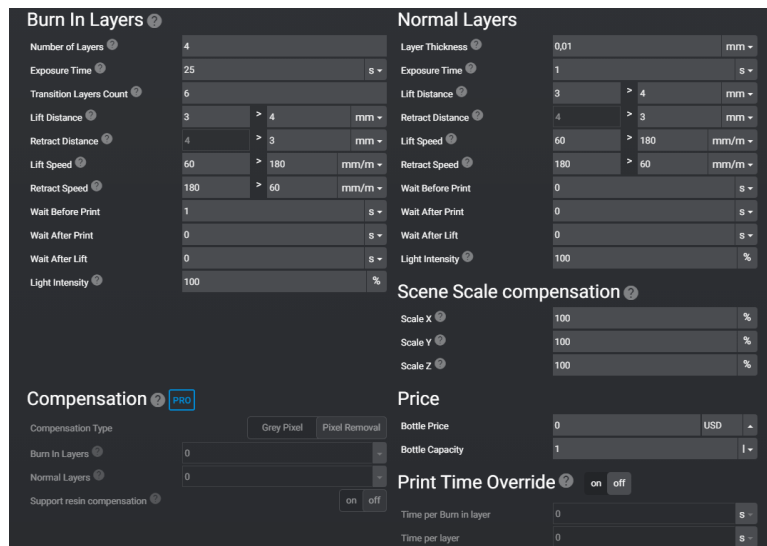 Burn In Layers ?
Number of Layers ? 4
Exposure Time ? 25 s
Transition Layers Count ? 6
Lift Distance ? 3 > 4 mm
Retract Distance ? 4 > 3 mm
Lift Speed ? 60 > 180 mm/m
Retract Speed ? 180 > 60 mm/m
Wait Before Print 1 s
Wait After Print 0 s
Wait After Lift 0 s
Light Intensity ? 100 %
Normal Layers
Layer Thickness ? 0,01 mm
Exposure Time ? 1 s
Lift Distance ? 3 > 4 mm
Retract Distance ? 4 > 3 mm
Lift Speed ? 60 > 180 mm/m
Retract Speed ? 180 > 60 mm/m
Wait Before Print 0 s
Wait After Print 0 s
Wait After Lift 0 s
Light Intensity ? 100 %
Scene Scale compensation ?
Scale X ? 100 %
Scale Y ? 100 %
Scale Z ? 100 %
Compensation ? PRO
Compensation Type Grey Pixel Pixel Removal
Burn In Layers ? 0
Normal Layers ? 0
Support resin compensation ? on off
Price
Bottle Price 0 USD
Bottle Capacity 1 l
Print Time Override ? on off
Time per Burn in layer 0 s
Time per layer 0 s